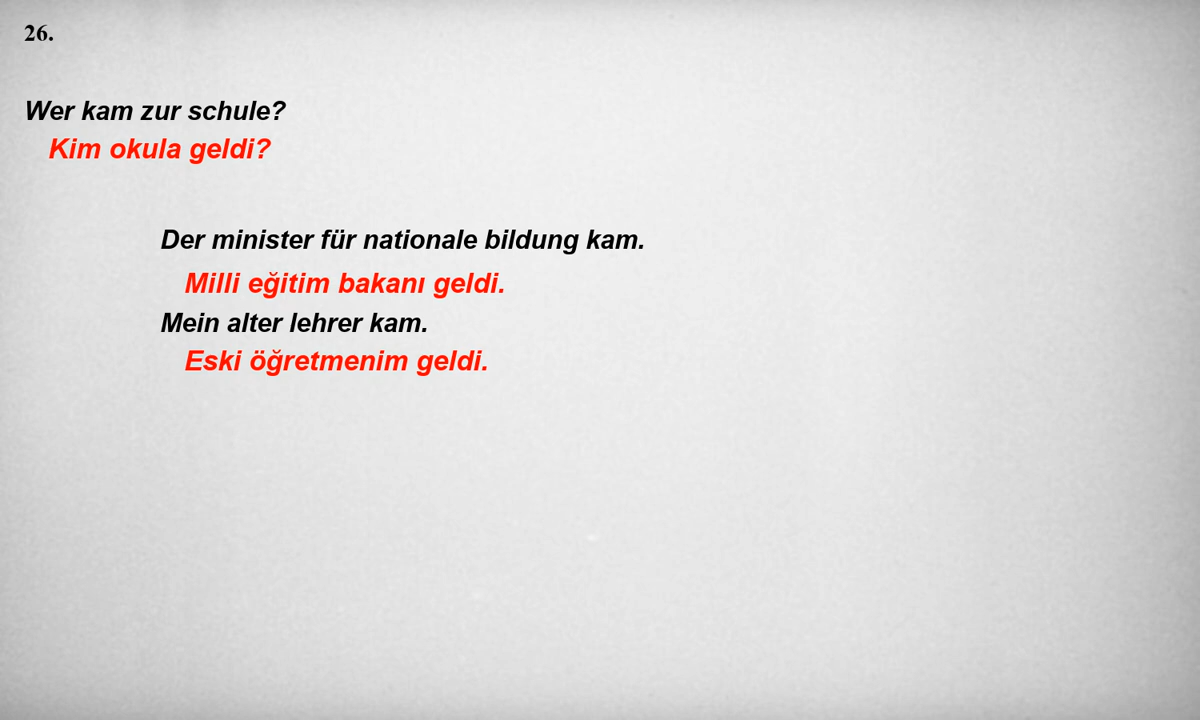 26.
Wer kam zur schule?
Kim okula geldi?
Der minister für nationale bildung kam.
Milli eğitim bakanı geldi.
Mein alter lehrer kam.
Eski öğretmenim geldi.